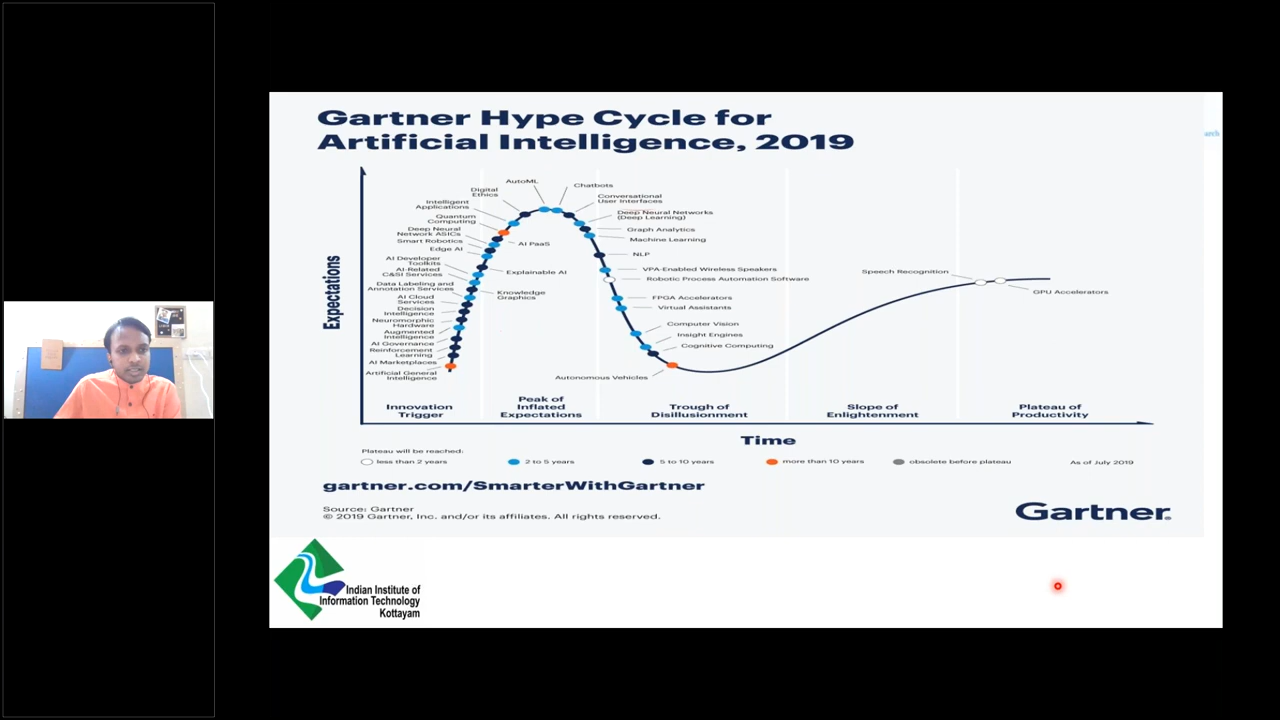 Gartner Hype Cycle for
Artificial Intelligence, 2019
Expectations
AutoML
Chatbots
Digital
Ethics
Conversational
User Interfaces
Intelligent
Applications
Deep Neural Networks
(Deep Learning)
Quantum
Computing
Graph Analytics
Deep Neural
Network ASICs
Machine Learning
Smart Robotics
AI PaaS
Edge AI
NLP
AI Developer
Toolkits
VPA-Enabled Wireless Speakers
AI-Related
C&SI Services
Explainable AI
Robotic Process Automation Software
Speech Recognition
Data Labeling and
Annotation Services
Knowledge
Graphics
GPU Accelerators
AI Cloud
Services
FPGA Accelerators
Decision
Intelligence
Virtual Assistants
Neuromorphic
Hardware
Computer Vision
Augmented
Intelligence
Insight Engines
AI Governance
Cognitive Computing
Reinforcement
Learning
AI Marketplaces
Artificial General
Intelligence
Autonomous Vehicles
Innovation
Trigger
Peak of
Inflated
Expectations
Trough of
Disillusionment
Slope of
Enlightenment
Plateau of
Productivity
Time
Plateau will be reached:
less than 2 years
2 to 5 years
5 to 10 years
more than 10 years
obsolete before plateau
As of July 2019
gartner.com/SmarterWithGartner
Source: Gartner
© 2019 Gartner, Inc. and/or its affiliates. All rights reserved.
Gartner.
Indian Institute of
Information Technology
Kottayam